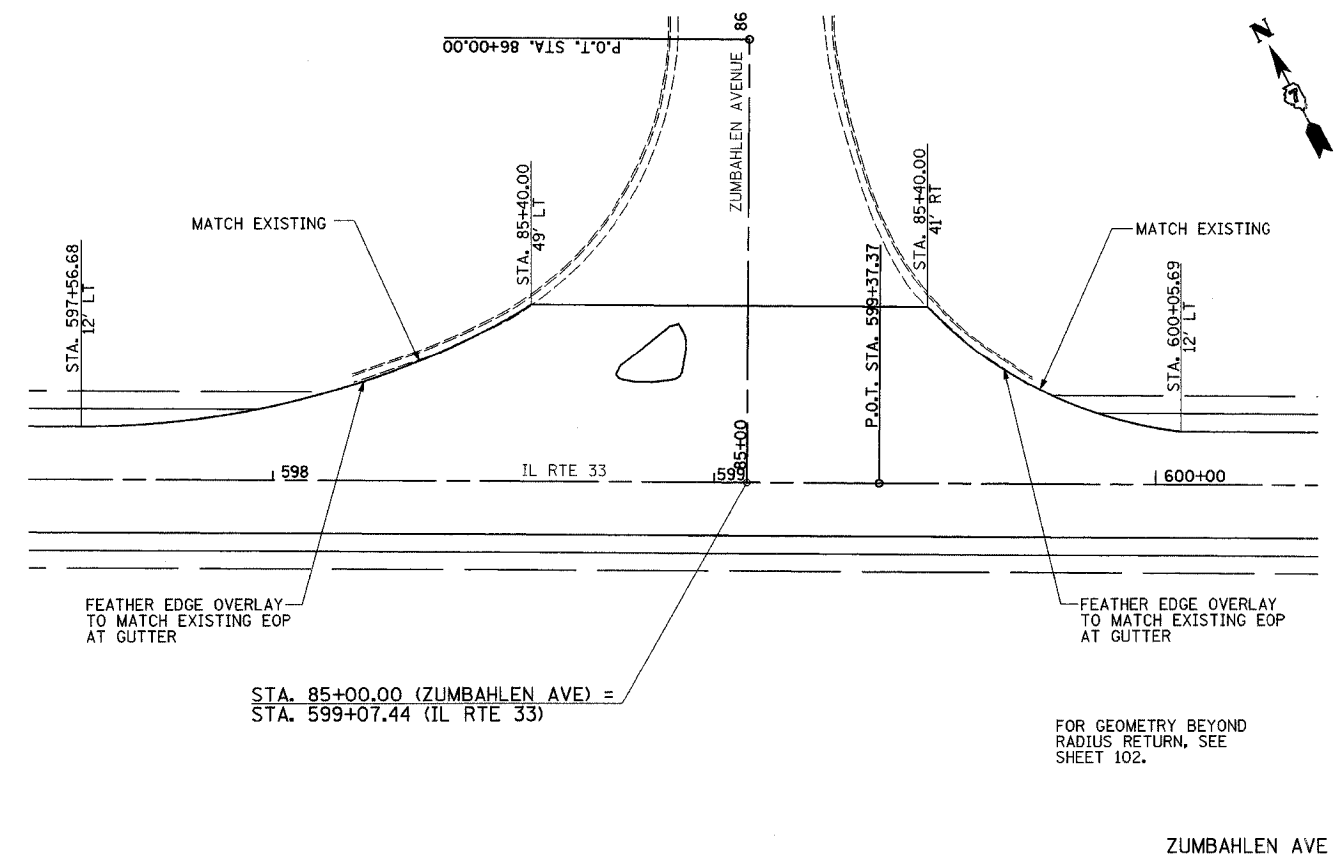 86
P.O.T. STA. 86+00.00
N
7
ZUMBAHLEN AVENUE
MATCH EXISTING
STA. 85+40.00
49' LT
STA. 85+40.00
41' RT
MATCH EXISTING
STA. 597+56.68
12' LT
P.O.T. STA. 599+37.37
STA. 600+05.69
12' LT
598
IL RTE 33
599
85+00
600+00
FEATHER EDGE OVERLAY
TO MATCH EXISTING EOP
AT GUTTER
FEATHER EDGE OVERLAY
TO MATCH EXISTING EOP
AT GUTTER
STA. 85+00.00 (ZUMBAHLEN AVE) =
STA. 599+07.44 (IL RTE 33)
FOR GEOMETRY BEYOND
RADIUS RETURN, SEE
SHEET 102.
ZUMBAHLEN AVE